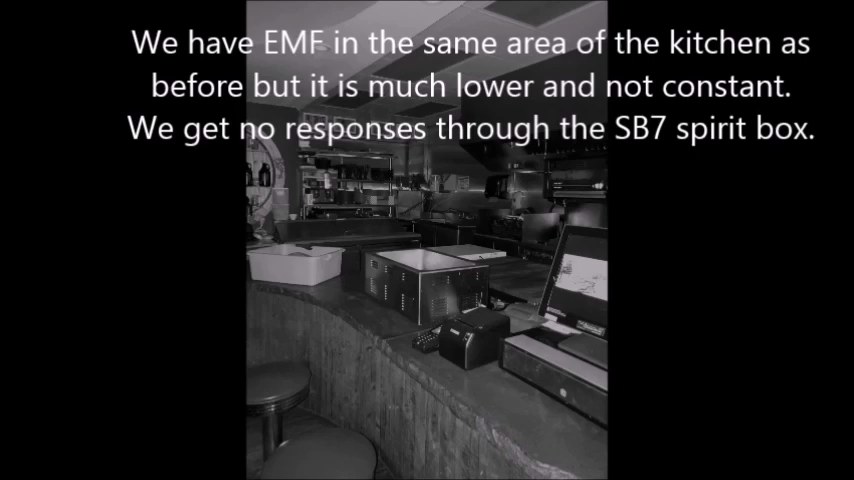 We have EMF in the same area of the kitchen as
before but it is much lower and not constant.
We get no responses through the SB7 spirit box.